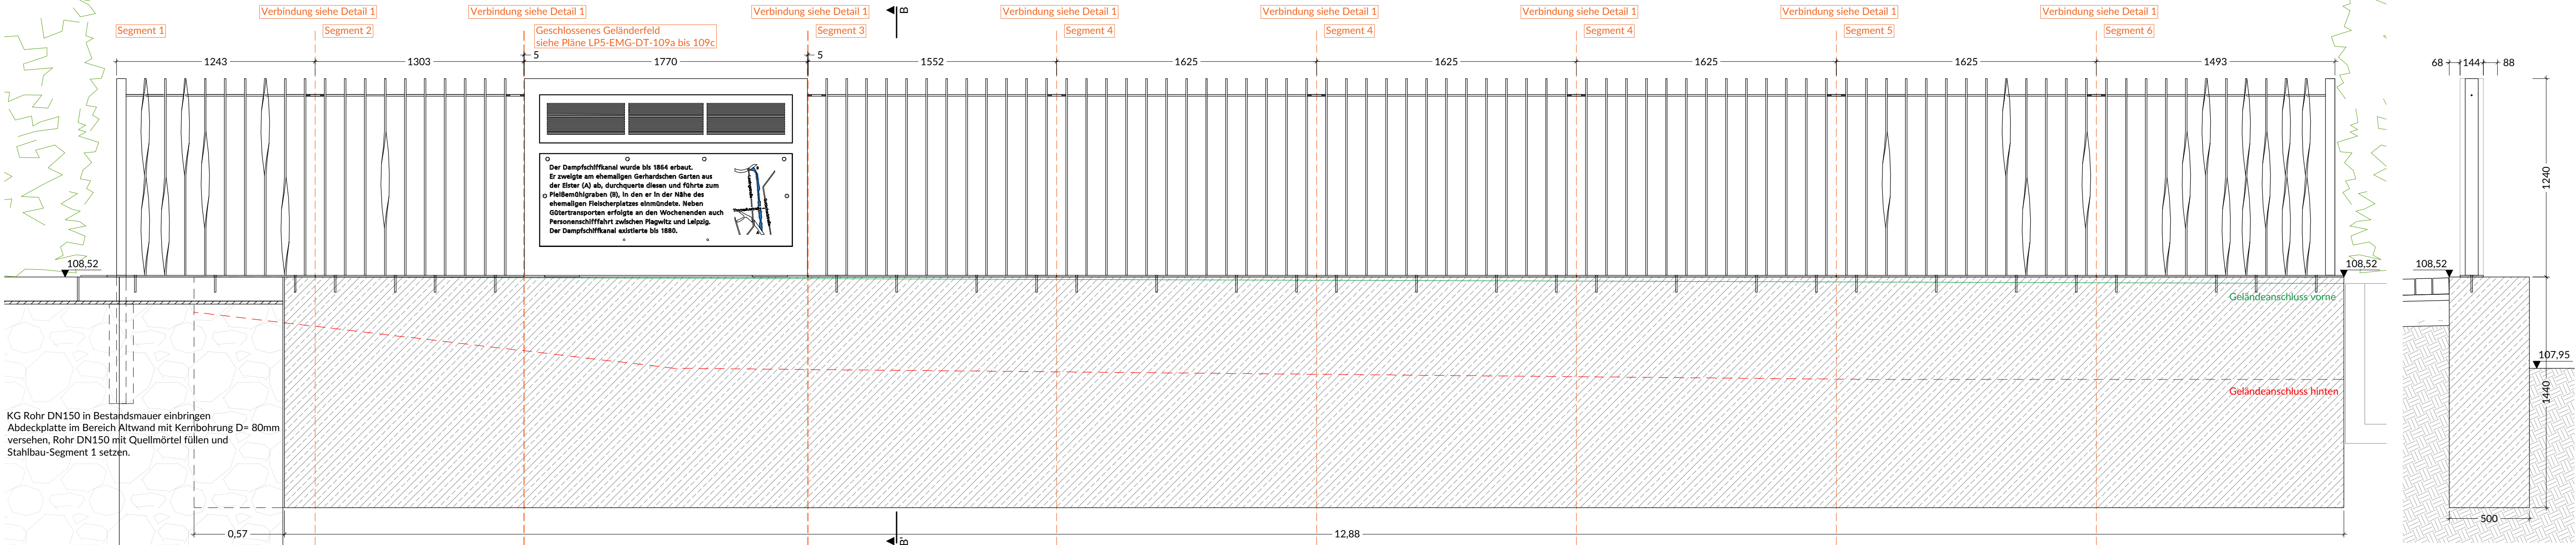 Verbindung siehe Detail 1
Verbindung siehe Detail 1
Verbindung siehe Detail 1
B
Verbindung siehe Detail 1
Verbindung siehe Detail 1
Verbindung siehe Detail 1
Verbindung siehe Detail 1
Verbindung siehe Detail 1
Segment 1
Segment 2
Geschlossenes Geländerfeld
siehe Pläne LP5-EMG-DT-109a bis 109c
Segment 3
Segment 4
Segment 4
Segment 4
Segment 5
Segment 6
5
5
1243
1303
1770
1552
1625
1625
1625
1625
1493
68
144
88
Der Dampfschiffkanal wurde bis 1864 erbaut.
Er zweigte am ehemaligen Gerhardschen Garten aus
der Elster (A) ab, durchquerte diesen und führte zum
Pleißemühlgraben (B), in den er in der Nähe des
ehemaligen Fleischerplatzes einmündete. Neben
Gütertransporten erfolgte an den Wochenenden auch
Personenschifffahrt zwischen Plagwitz und Leipzig.
Der Dampfschiffkanal existierte bis 1880.
1240
108,52
108,52
108,52
Geländeanschluss vorne
107,95
Geländeanschluss hinten
1440
KG Rohr DN150 in Bestandsmauer einbringen
Abdeckplatte im Bereich Altwand mit Kernbohrung D= 80mm
versehen, Rohr DN150 mit Quellmörtel füllen und
Stahlbau-Segment 1 setzen.
500
0,57
12,88
B'